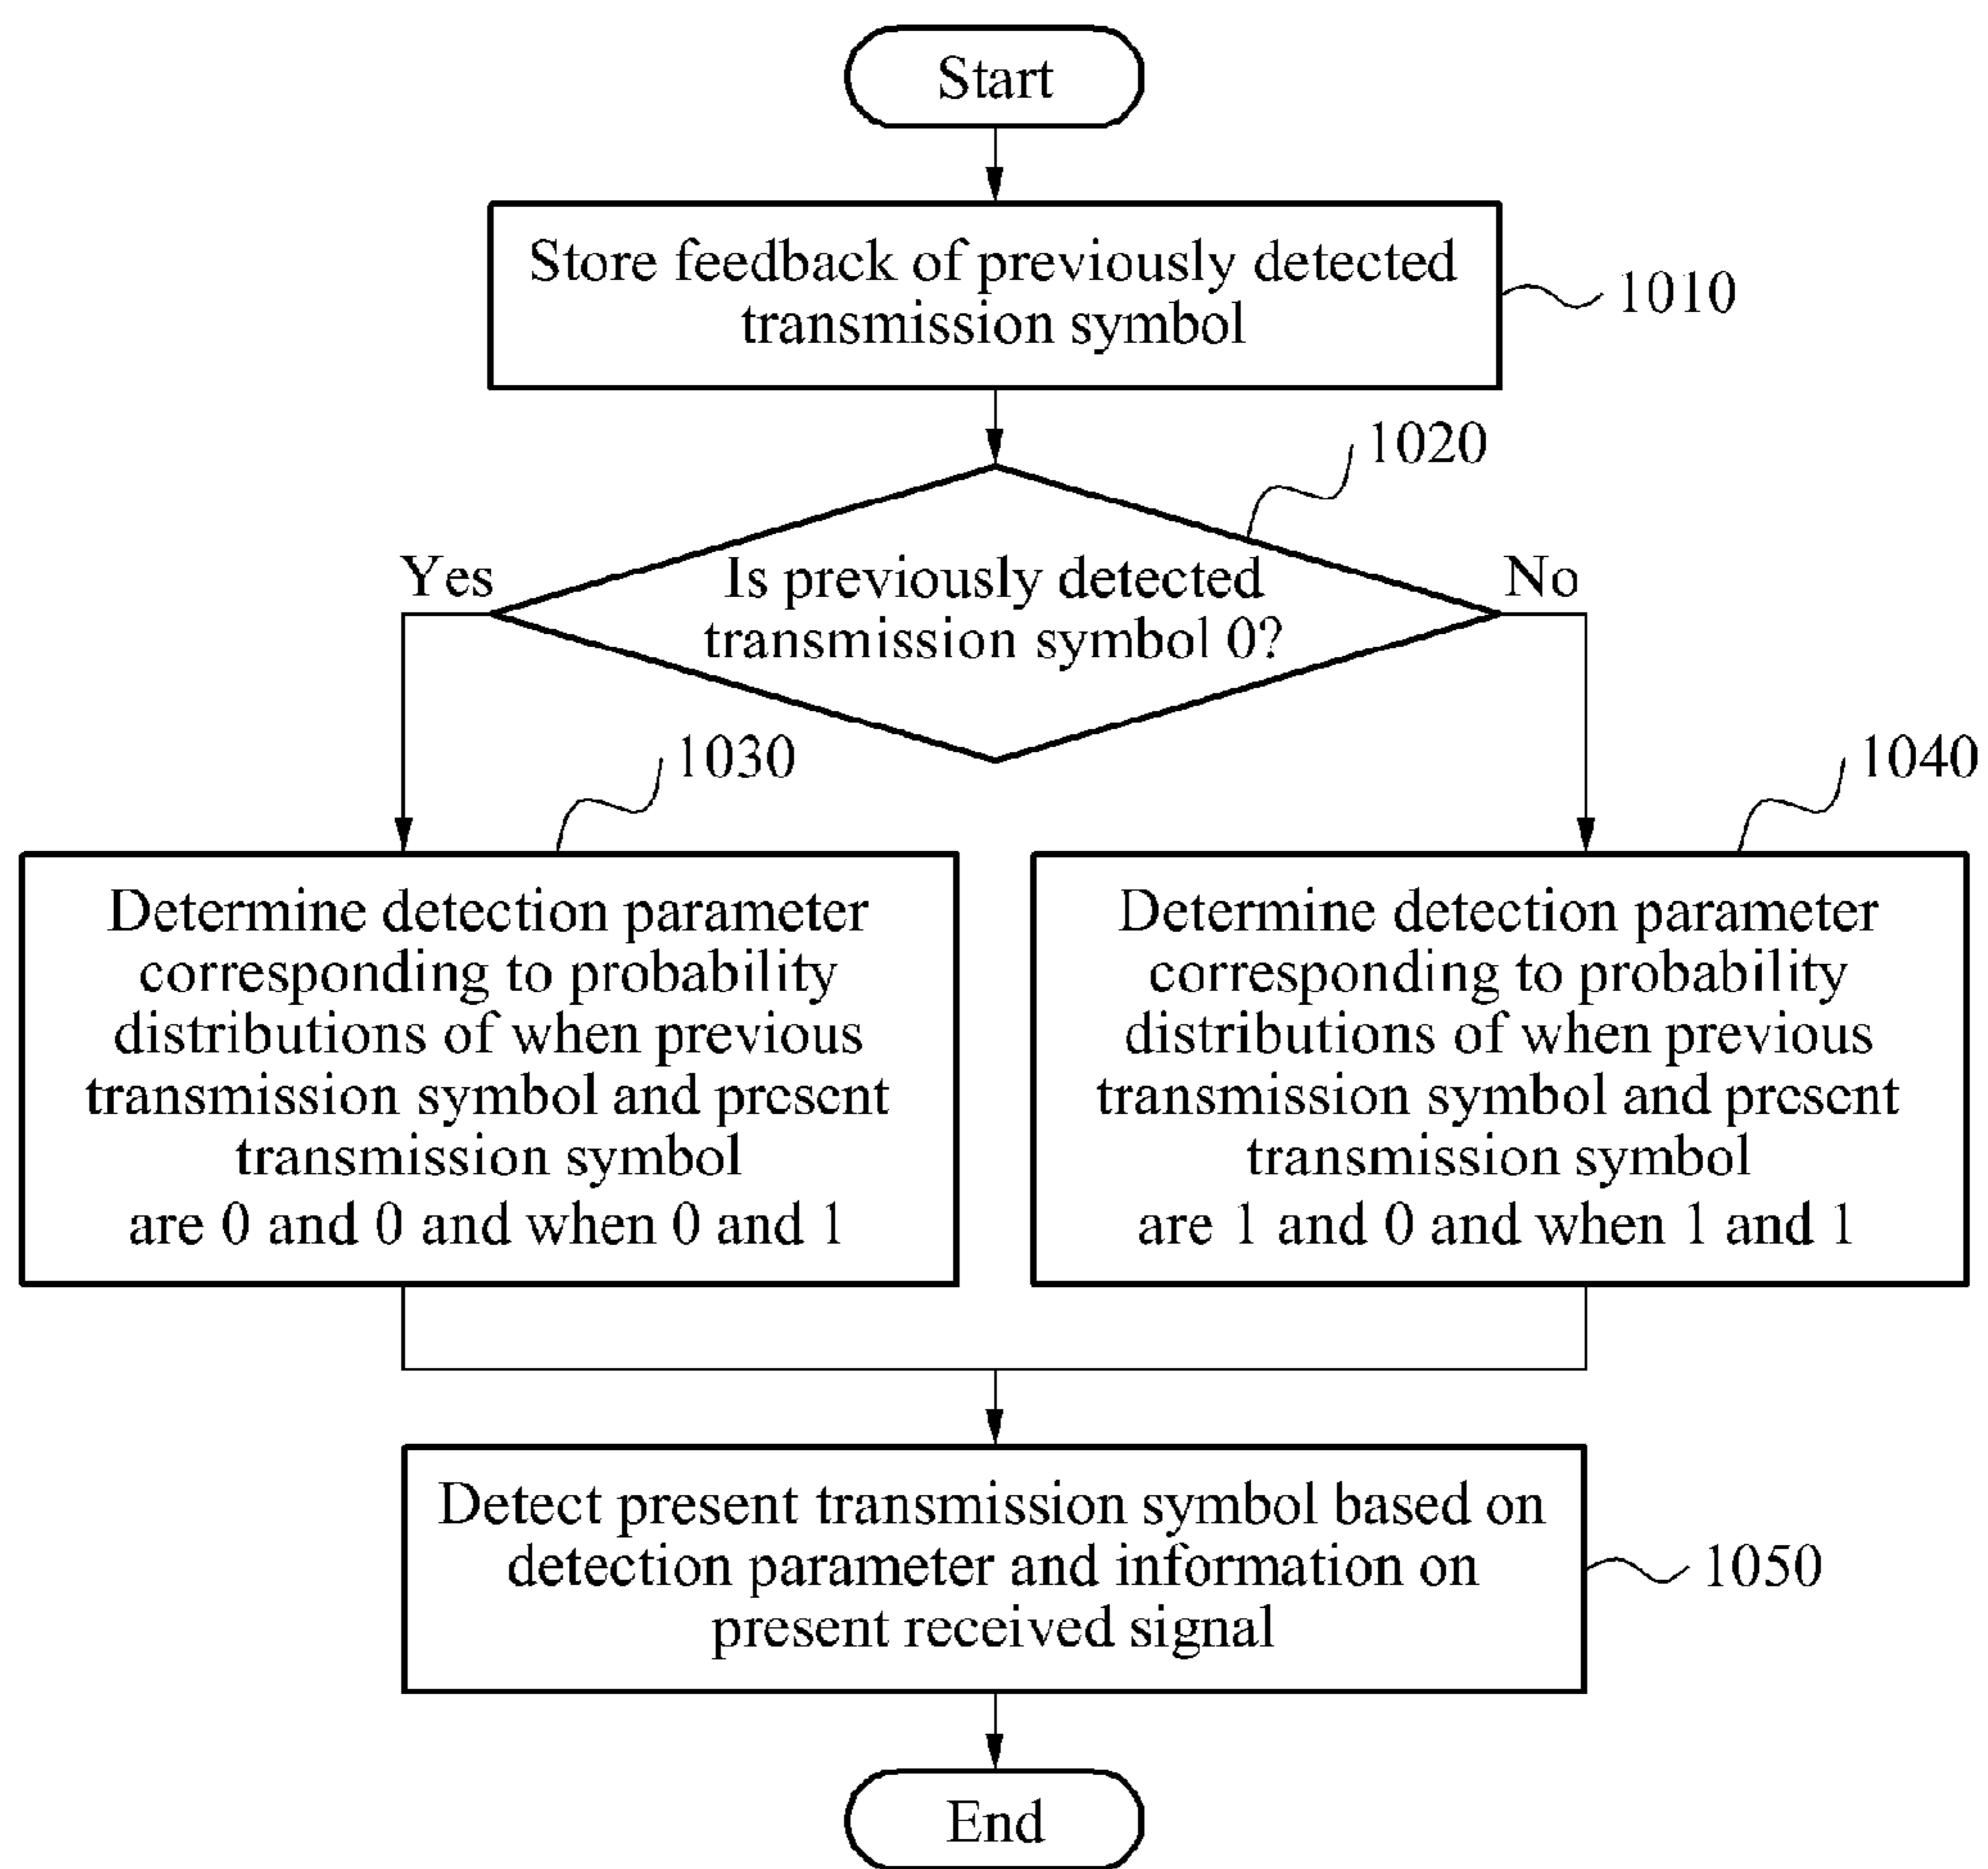 Start
Store feedback of previously detected
transmission symbol
1010
1020
Yes
Is previously detected
transmission symbol 0?
No
1030
1040
Determine detection parameter
corresponding to probability
distributions of when previous
transmission symbol and present
transmission symbol
are 0 and 0 and when 0 and 1
Determine detection parameter
corresponding to probability
distributions of when previous
transmission symbol and present
transmission symbol
are 1 and 0 and when 1 and 1
Detect present transmission symbol based on
detection parameter and information on
present received signal
1050
End